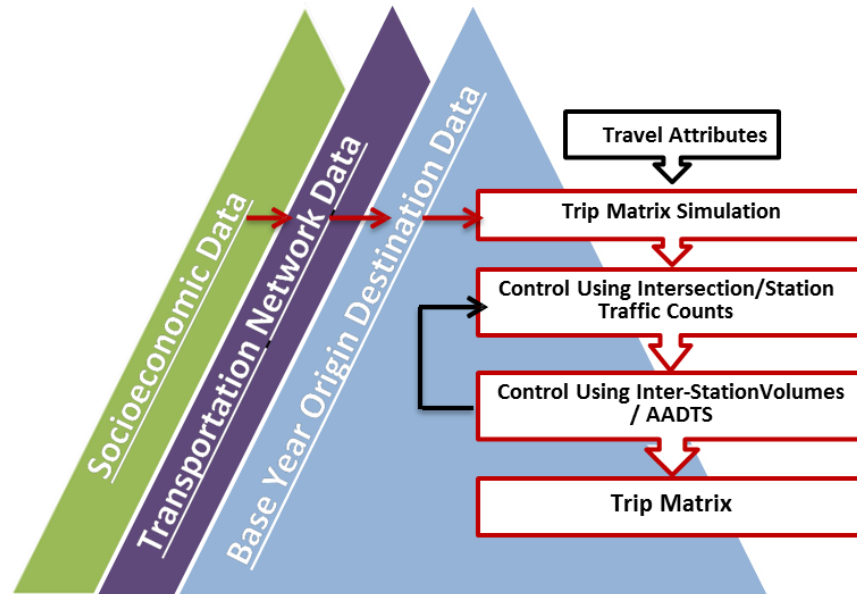 Socioeconomic Data
Transportation Network Data
Base Year Origin Destination Data
Travel Attributes
Trip Matrix Simulation
Control Using Intersection/Station
Traffic Counts
Control Using Inter-StationVolumes
/ AADTS
Trip Matrix